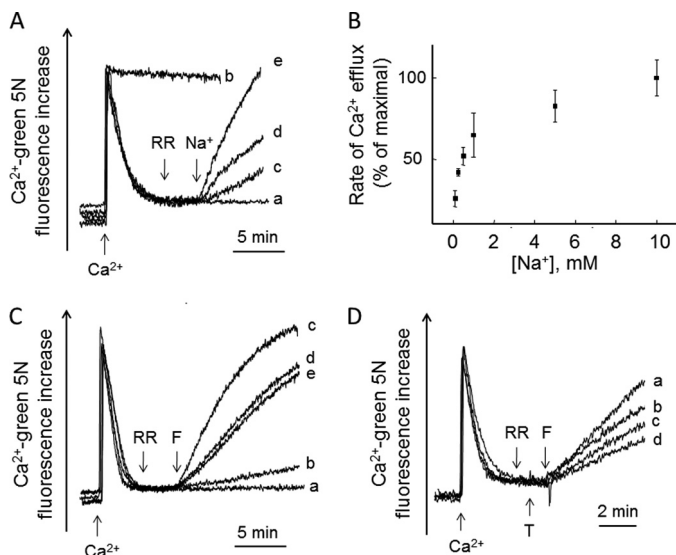 A
Ca²⁺-green 5N
fluorescence increase
b
e
RR
Na⁺
d
c
a
Ca²⁺
5 min
B
Rate of Ca²⁺ efflux
(% of maximal)
100
50
0
2
4
6
8
10
[Na⁺], mM
C
Ca²⁺-green 5N
fluorescence increase
c
d
e
RR
F
b
a
Ca²⁺
5 min
D
Ca²⁺-green 5N
fluorescence increase
a
b
RR
F
c
d
Ca²⁺
T
2 min